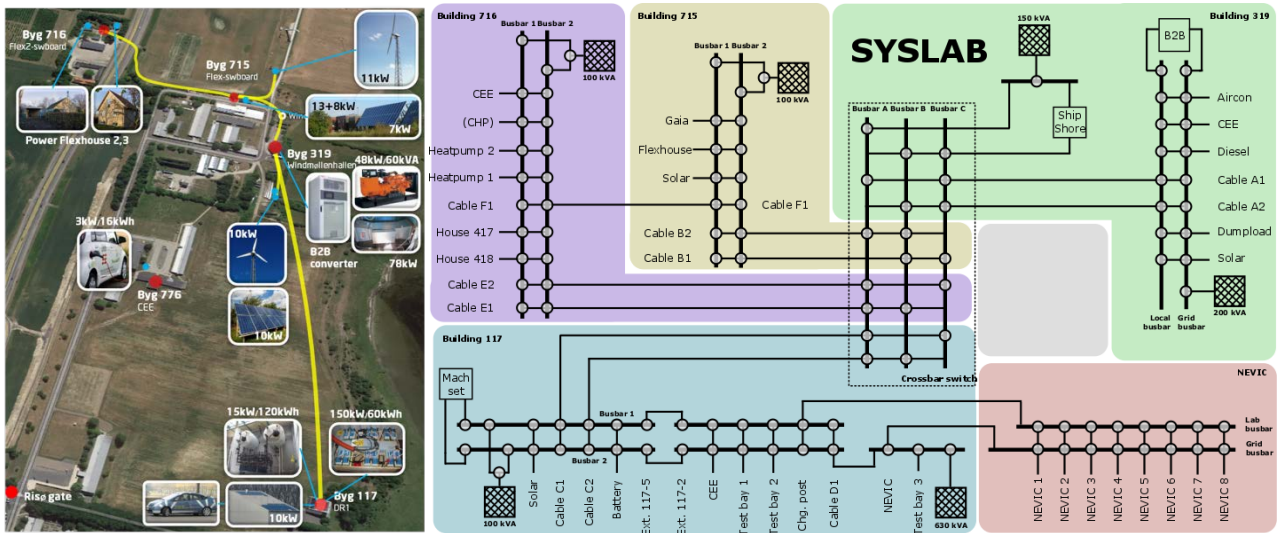 Byg 716
Flex2-swboard
Byg 715
Flex-swboard
11kW
13+8kW
7kW
Wind
Power Flexhouse 2,3
Byg 319
Windmøllenhallen
48kW/60kVA
B2B
converter
78kW
3kW/16kWh
10kW
10kW
Byg 776
CEE
15kW/120kWh
150kW/60kWh
Risø gate
10kW
Byg 117
DR1
Building 716
Busbar 1
Busbar 2
100 kVA
CEE
(CHP)
Heatpump 2
Heatpump 1
Cable F1
House 417
House 418
Cable E2
Cable E1
Building 715
Busbar 1
Busbar 2
100 kVA
Gaia
Flexhouse
Solar
Cable F1
Cable B2
Cable B1
SYSLAB
150 kVA
Ship
Shore
Busbar A
Busbar B
Busbar C
Crossbar switch
Building 319
B2B
Aircon
CEE
Diesel
Cable A1
Cable A2
Dumpload
Solar
200 kVA
Local
busbar
Grid
busbar
Building 117
Mach
set
Busbar 1
Busbar 2
100 kVA
Solar
Cable C1
Cable C2
Battery
Ext. 117-5
Ext. 117-2
CEE
Test bay 1
Test bay 2
Chg. post
Cable D1
NEVIC
Test bay 3
630 kVA
NEVIC
Lab
busbar
Grid
busbar
NEVIC 1
NEVIC 2
NEVIC 3
NEVIC 4
NEVIC 5
NEVIC 6
NEVIC 7
NEVIC 8